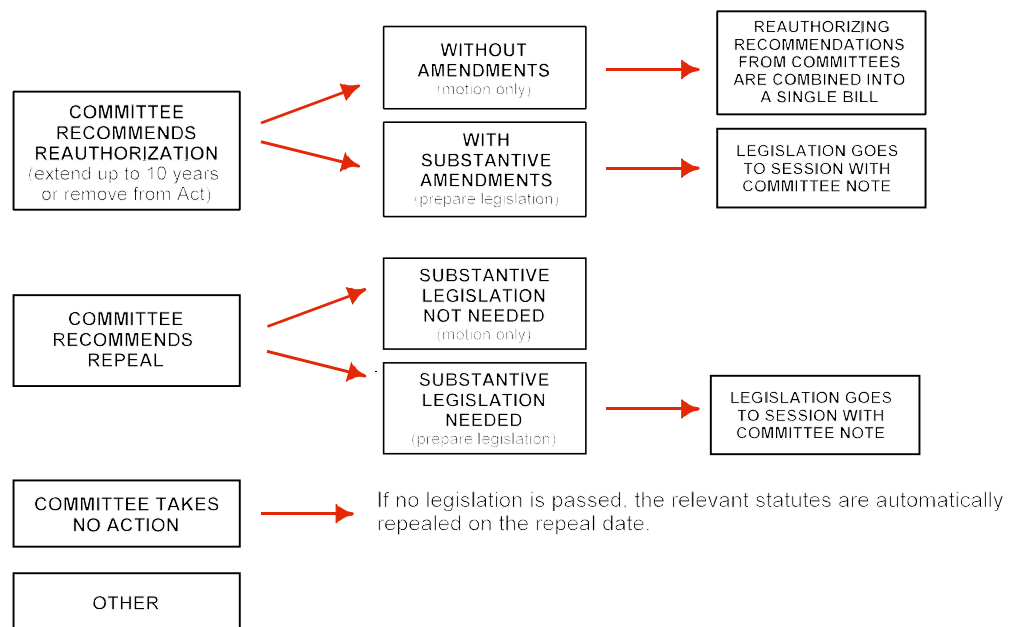 COMMITTEE
RECOMMENDS
REAUTHORIZATION
(extend up to 10 years
or remove from Act)
WITHOUT
AMENDMENTS
(motion only)
REAUTHORIZING
RECOMMENDATIONS
FROM COMMITTEES
ARE COMBINED INTO
A SINGLE BILL
WITH
SUBSTANTIVE
AMENDMENTS
(prepare legislation)
LEGISLATION GOES
TO SESSION WITH
COMMITTEE NOTE
COMMITTEE
RECOMMENDS
REPEAL
SUBSTANTIVE
LEGISLATION
NOT NEEDED
(motion only)
SUBSTANTIVE
LEGISLATION
NEEDED
(prepare legislation)
LEGISLATION GOES
TO SESSION WITH
COMMITTEE NOTE
COMMITTEE TAKES
NO ACTION
If no legislation is passed, the relevant statutes are automatically
repealed on the repeal date.
OTHER